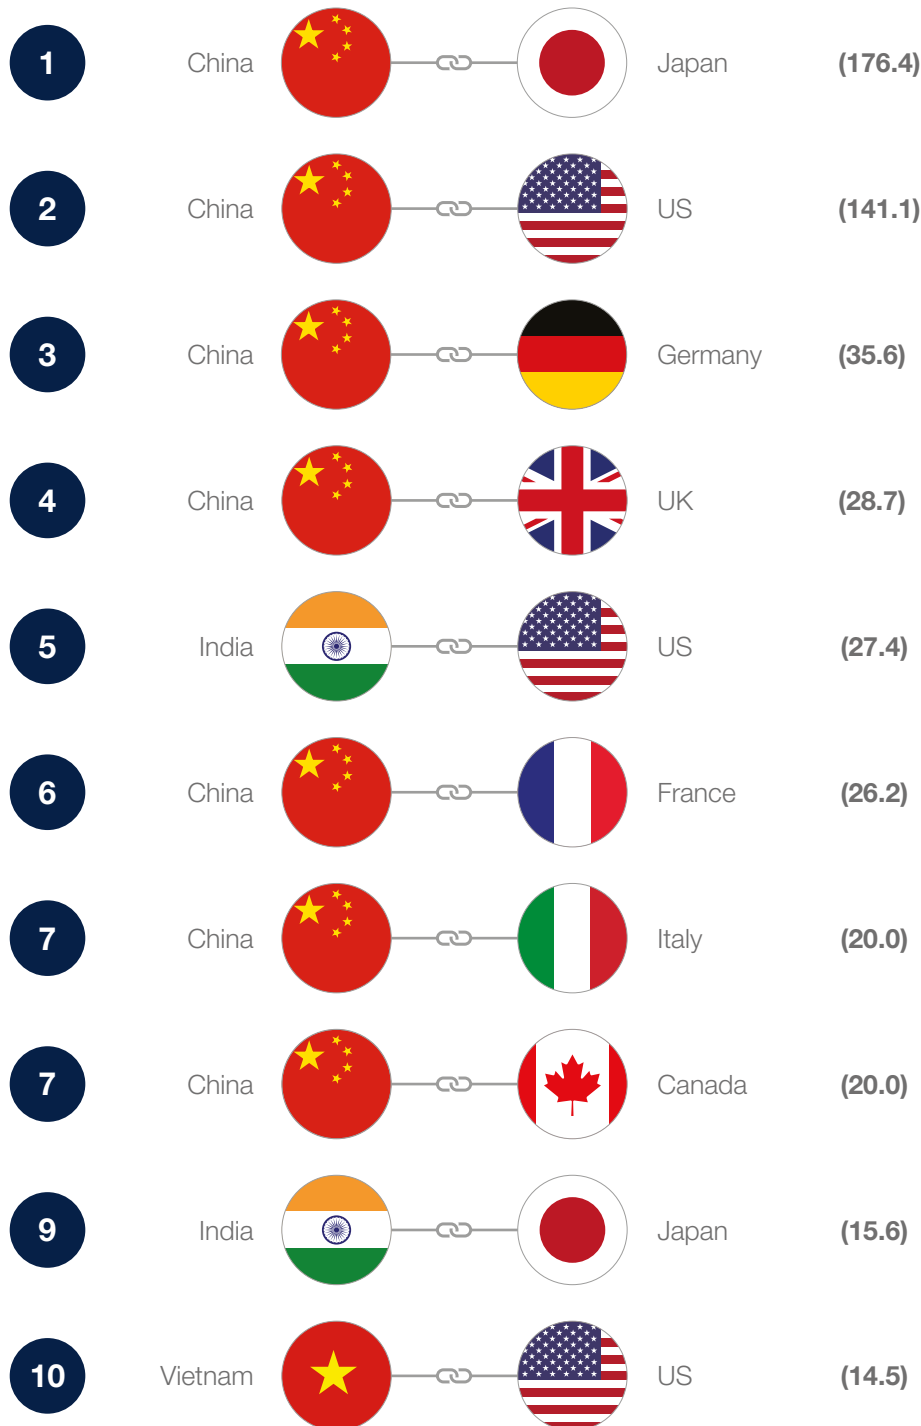 1 China Japan (176.4)
2 China US (141.1)
3 China Germany (35.6)
4 China UK (28.7)
5 India US (27.4)
6 China France (26.2)
7 China Italy (20.0)
7 China Canada (20.0)
9 India Japan (15.6)
10 Vietnam US (14.5)